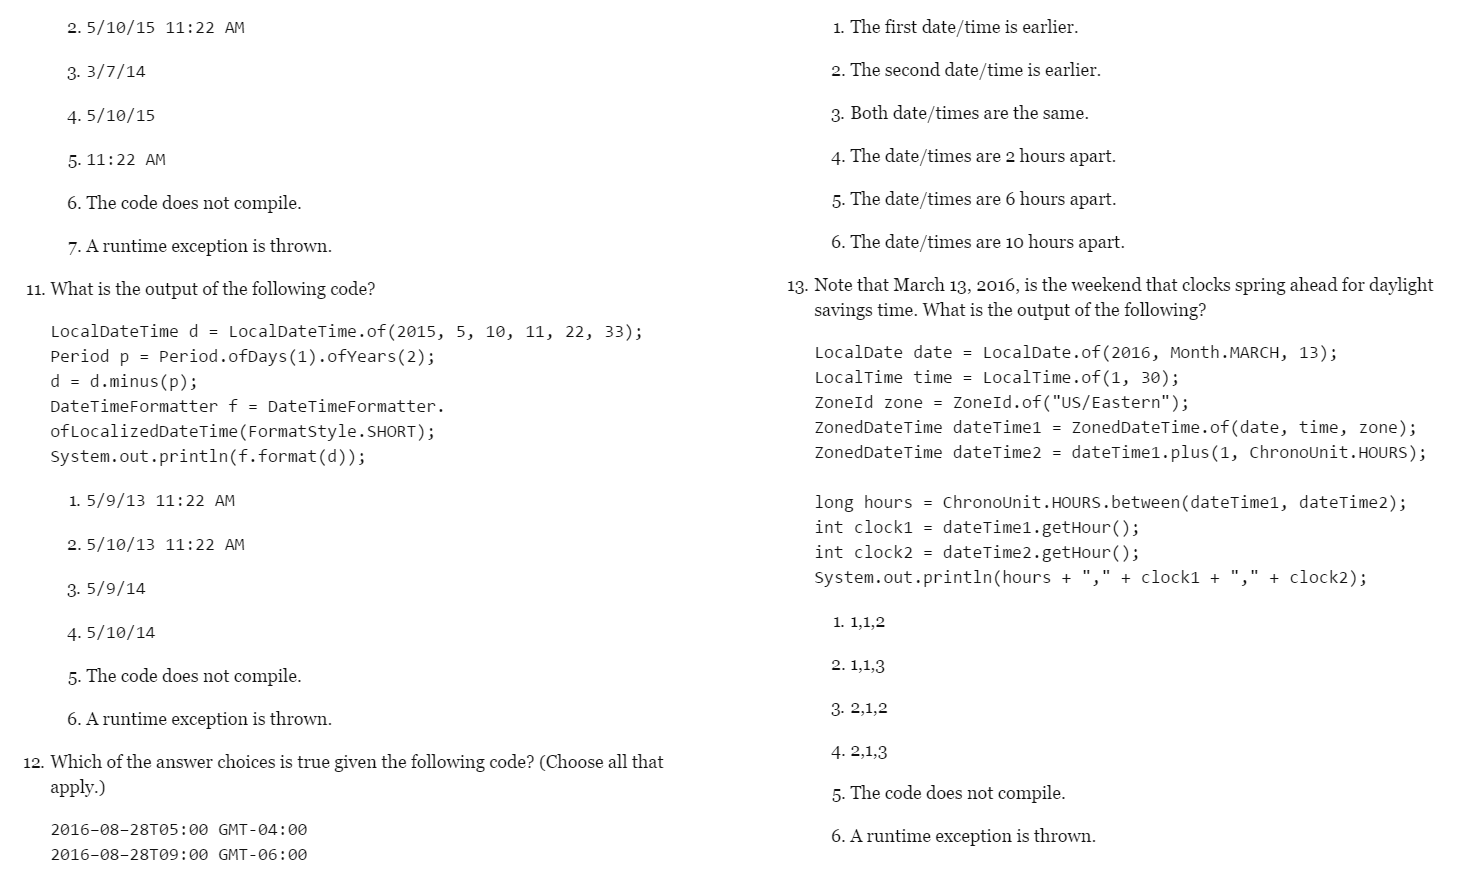 2. 5/10/15 11:22 AM
3. 3/7/14
4. 5/10/15
5. 11:22 AM
6. The code does not compile.
7. A runtime exception is thrown.
11. What is the output of the following code?
LocalDateTime d = LocalDateTime.of(2015, 5, 10, 11, 22, 33);
Period p = Period.ofDays(1).ofYears(2);
d = d.minus(p);
DateTimeFormatter f = DateTimeFormatter.
ofLocalizedDateTime(FormatStyle.SHORT);
System.out.println(f.format(d));
1. 5/9/13 11:22 AM
2. 5/10/13 11:22 AM
3. 5/9/14
4. 5/10/14
5. The code does not compile.
6. A runtime exception is thrown.
12. Which of the answer choices is true given the following code? (Choose all that
apply.)
2016–08–28T05:00 GMT-04:00
2016–08–28T09:00 GMT-06:00
1. The first date/time is earlier.
2. The second date/time is earlier.
3. Both date/times are the same.
4. The date/times are 2 hours apart.
5. The date/times are 6 hours apart.
6. The date/times are 10 hours apart.
13. Note that March 13, 2016, is the weekend that clocks spring ahead for daylight
savings time. What is the output of the following?
LocalDate date = LocalDate.of(2016, Month.MARCH, 13);
LocalTime time = LocalTime.of(1, 30);
ZoneId zone = ZoneId.of("US/Eastern");
ZonedDateTime dateTime1 = ZonedDateTime.of(date, time, zone);
ZonedDateTime dateTime2 = dateTime1.plus(1, ChronoUnit.HOURS);
long hours = ChronoUnit.HOURS.between(dateTime1, dateTime2);
int clock1 = dateTime1.getHour();
int clock2 = dateTime2.getHour();
System.out.println(hours + "," + clock1 + "," + clock2);
1. 1,1,2
2. 1,1,3
3. 2,1,2
4. 2,1,3
5. The code does not compile.
6. A runtime exception is thrown.